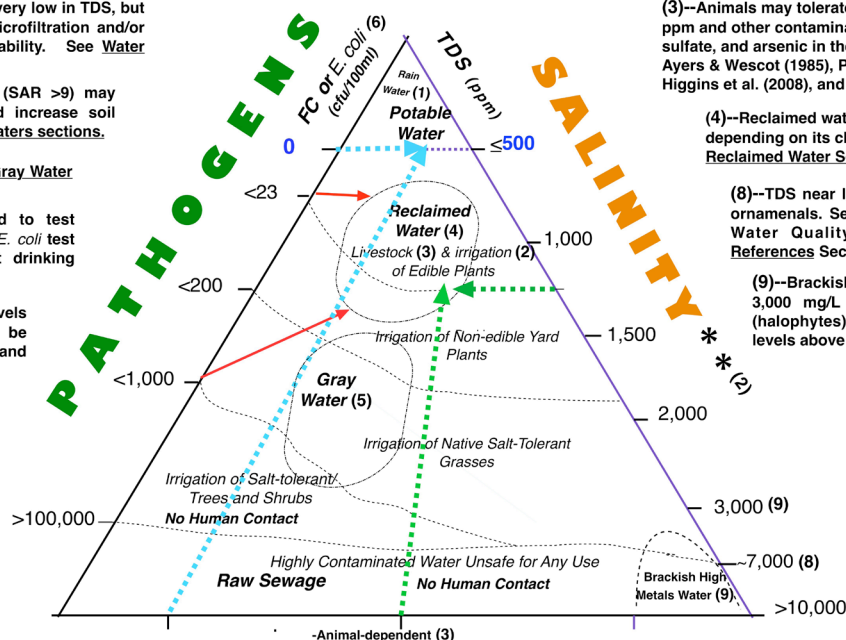 very low in TDS, but
icrofiltration and/or
ability. See Water
(SAR >9) may
d increase soil
aters sections.
Gray Water
d to test
E. coli test
t drinking
vels
be
and
(3)--Animals may tolerate
ppm and other contamina
sulfate, and arsenic in the
Ayers & Wescot (1985), P
Higgins et al. (2008), and
(4)--Reclaimed wat
depending on its cl
Reclaimed Water S
(8)--TDS near l
ornamenals. Se
Water Quality
References Sec
(9)--Brackish
3,000 mg/L
(halophytes)
levels above
PATHOGENS
FC or E. coli (6)
(cfu/100ml)
TDS (ppm)
SALINITY**(2)
Rain
Water (1)
Potable
Water
0
≤500
<23
Reclaimed
Water (4)
1,000
Livestock (3) & irrigation (2)
of Edible Plants
<200
Irrigation of Non-edible Yard
Plants
1,500
<1,000
Gray
Water (5)
2,000
Irrigation of Native Salt-Tolerant
Grasses
Irrigation of Salt-tolerant
Trees and Shrubs
No Human Contact
3,000 (9)
>100,000
Highly Contaminated Water Unsafe for Any Use
~7,000 (8)
Raw Sewage
No Human Contact
Brackish High
Metals Water (9)
>10,000
-Animal-dependent (3)